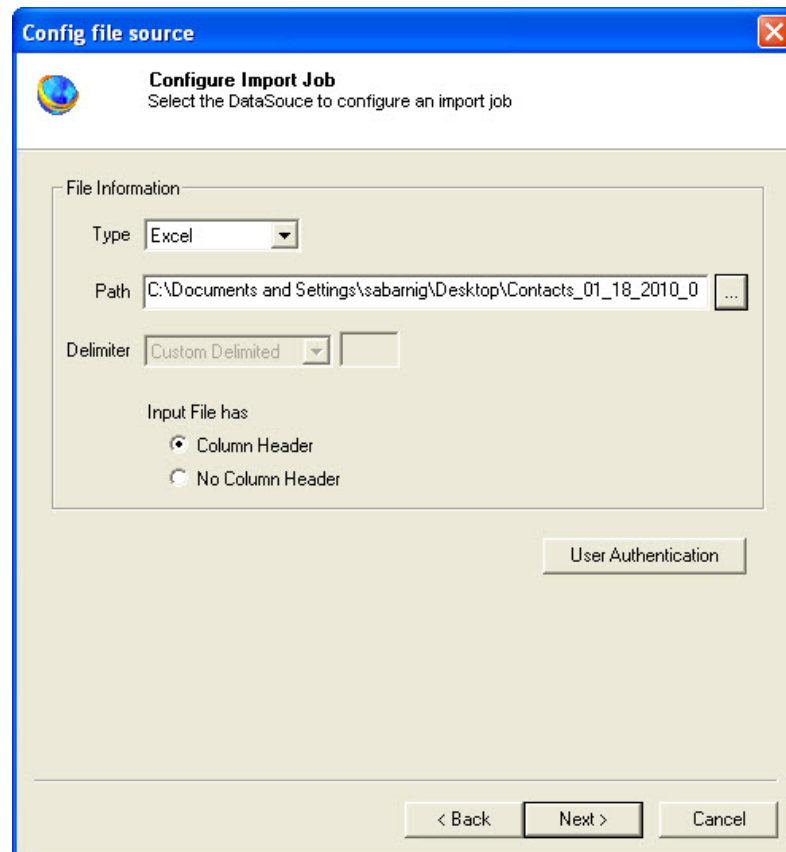 Config file source
Configure Import Job
Select the DataSouce to configure an import job
File Information
Type Excel
Path C:\Documents and Settings\sabarnig\Desktop\Contacts_01_18_2010_0 ...
Delimiter Custom Delimited
Input File has
Column Header
No Column Header
User Authentication
< Back Next > Cancel